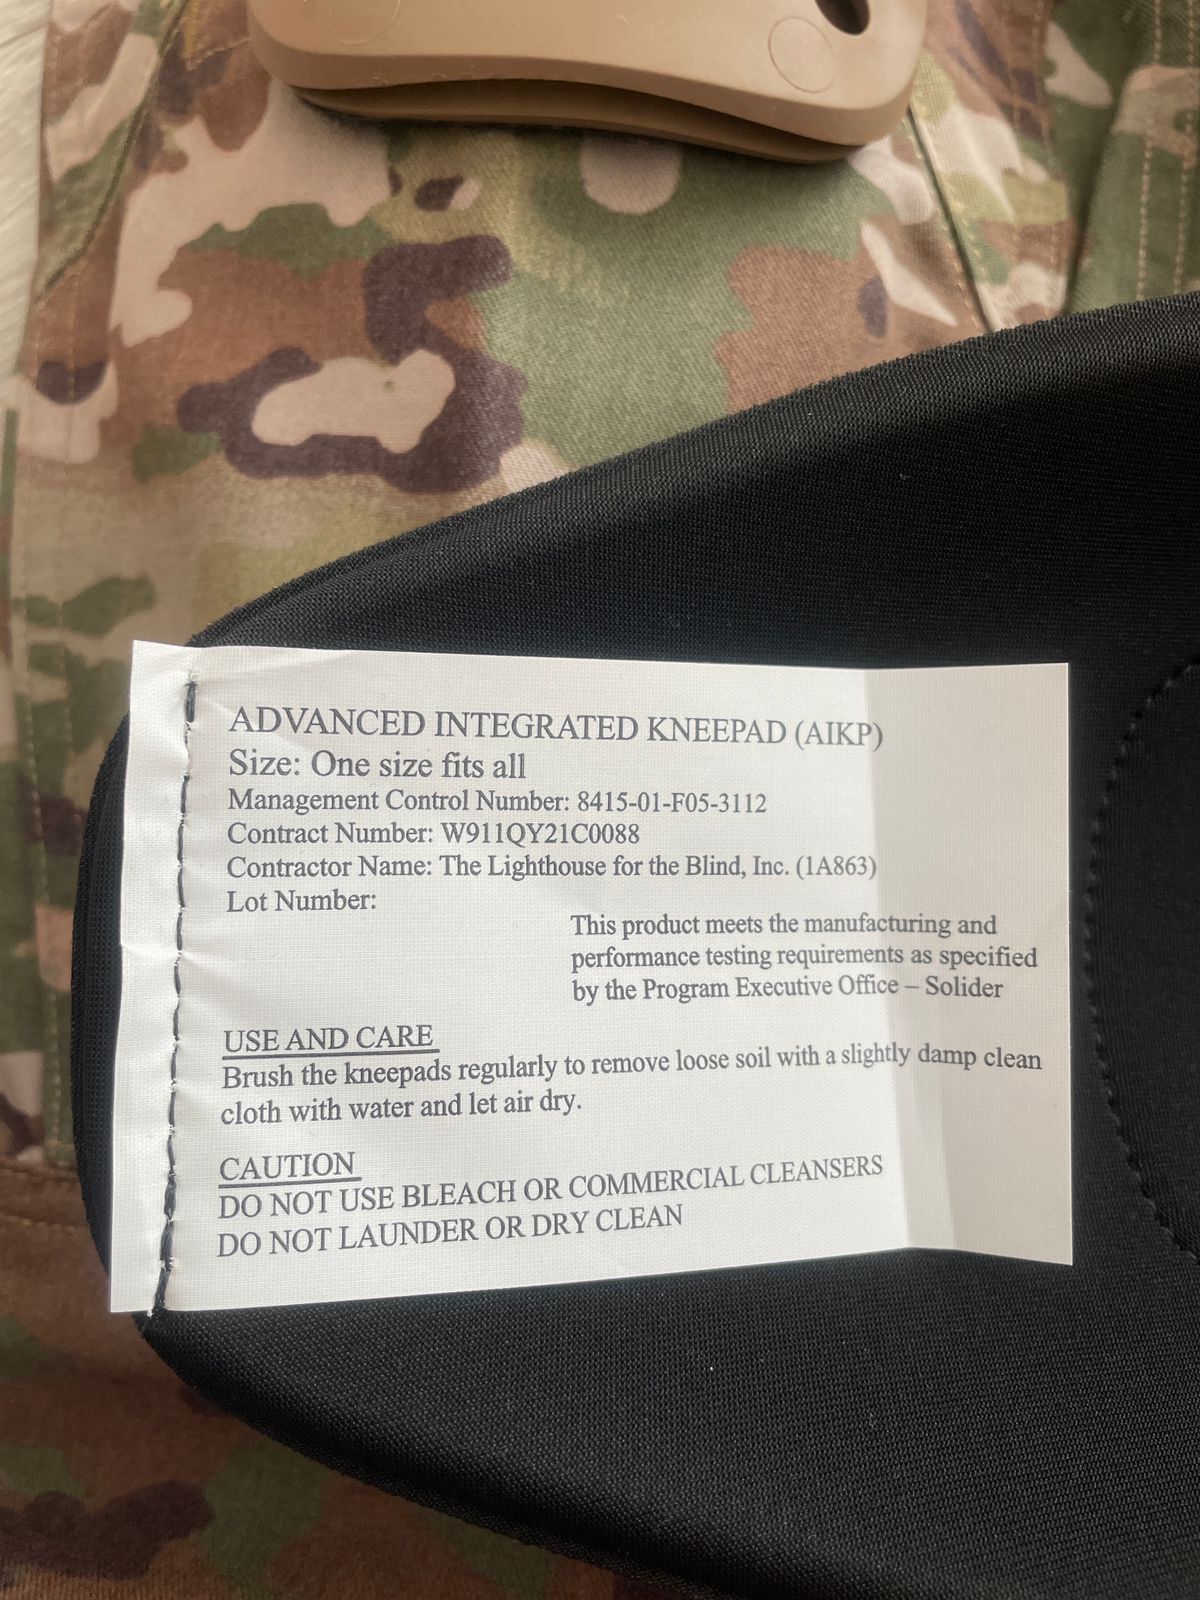 ADVANCED INTEGRATED KNEEPAD (AIKP)
Size: One size fits all
Management Control Number: 8415-01-F05-3112
Contract Number: W911QY21C0088
Contractor Name: The Lighthouse for the Blind, Inc. (1A863)
Lot Number:
This product meets the manufacturing and
performance testing requirements as specified
by the Program Executive Office – Solider
USE AND CARE
Brush the kneepads regularly to remove loose soil with a slightly damp clean
cloth with water and let air dry.
CAUTION
DO NOT USE BLEACH OR COMMERCIAL CLEANSERS
DO NOT LAUNDER OR DRY CLEAN